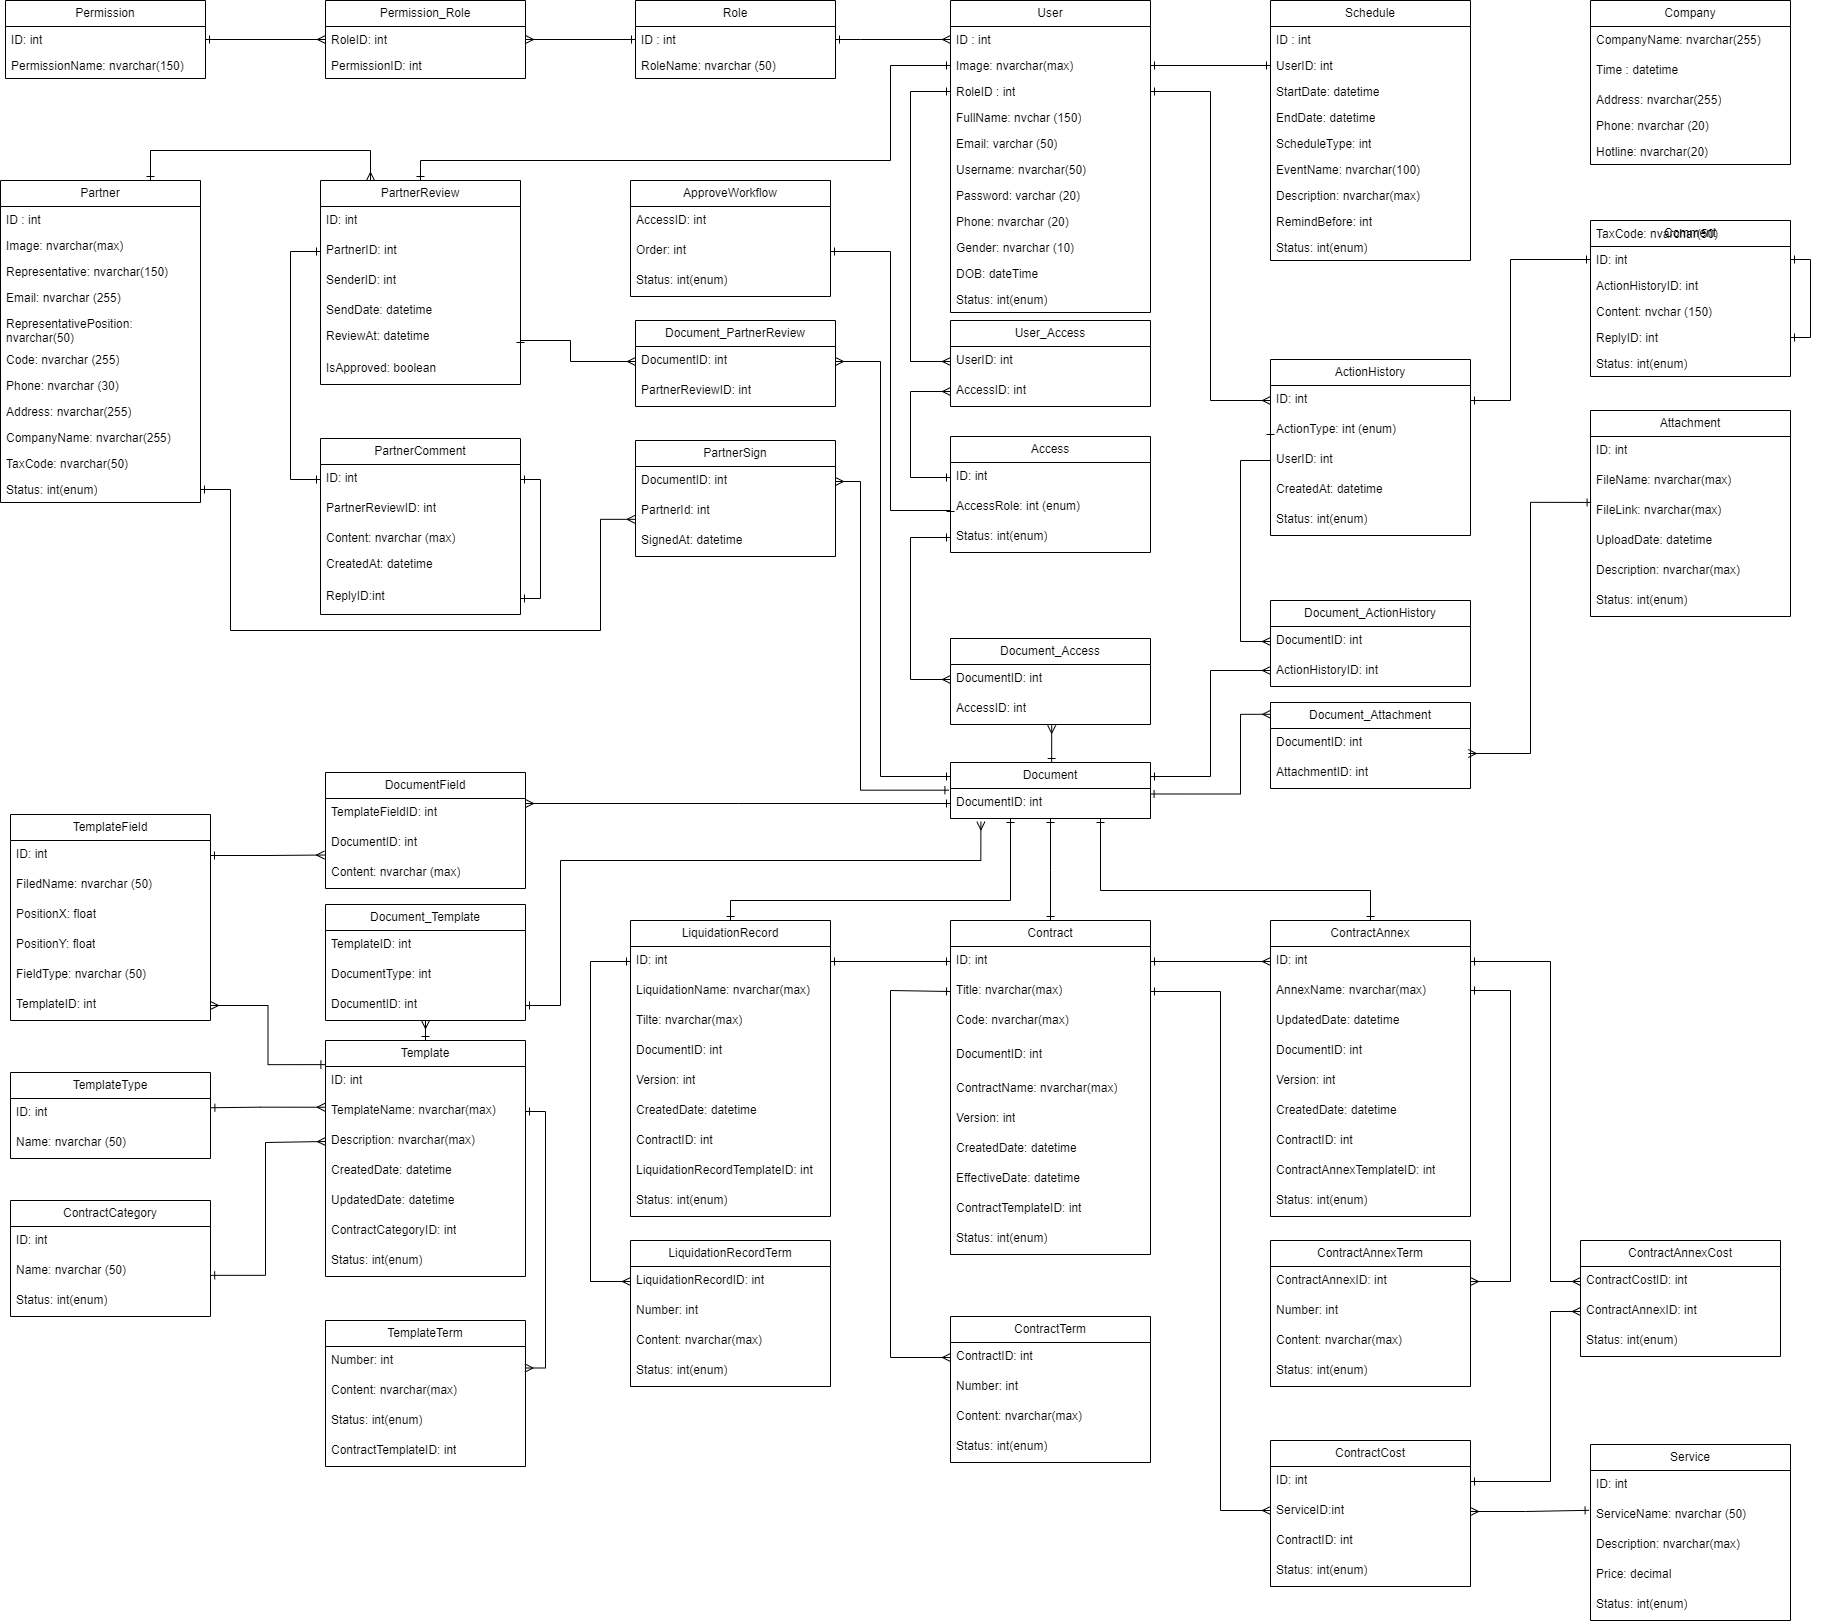 Permission
ID: int
PermissionName: nvarchar(150)
Permission_Role
RoleID: int
PermissionID: int
Role
ID : int
RoleName: nvarchar (50)
User
ID : int
Image: nvarchar(max)
RoleID : int
FullName: nvchar (150)
Email: varchar (50)
Username: nvarchar(50)
Password: varchar (20)
Phone: nvarchar (20)
Gender: nvarchar (10)
DOB: dateTime
Status: int(enum)
Schedule
ID : int
UserID: int
StartDate: datetime
EndDate: datetime
ScheduleType: int
EventName: nvarchar(100)
Description: nvarchar(max)
RemindBefore: int
Status: int(enum)
Company
CompanyName: nvarchar(255)
Time : datetime
Address: nvarchar(255)
Phone: nvarchar (20)
Hotline: nvarchar(20)
TaxCode: nvarchar(50)
Partner
ID : int
Image: nvarchar(max)
Representative: nvarchar(150)
Email: nvarchar (255)
RepresentativePosition:
nvarchar(50)
Code: nvarchar (255)
Phone: nvarchar (30)
Address: nvarchar(255)
CompanyName: nvarchar(255)
TaxCode: nvarchar(50)
Status: int(enum)
PartnerReview
ID: int
PartnerID: int
SenderID: int
SendDate: datetime
ReviewAt: datetime
IsApproved: boolean
ApproveWorkflow
AccessID: int
Order: int
Status: int(enum)
Document_PartnerReview
DocumentID: int
PartnerReviewID: int
User_Access
UserID: int
AccessID: int
Comment
ID: int
ActionHistoryID: int
Content: nvchar (150)
ReplyID: int
Status: int(enum)
ActionHistory
ID: int
ActionType: int (enum)
UserID: int
CreatedAt: datetime
Status: int(enum)
Attachment
ID: int
FileName: nvarchar(max)
FileLink: nvarchar(max)
UploadDate: datetime
Description: nvarchar(max)
Status: int(enum)
PartnerComment
ID: int
PartnerReviewID: int
Content: nvarchar (max)
CreatedAt: datetime
ReplyID:int
PartnerSign
DocumentID: int
PartnerId: int
SignedAt: datetime
Access
ID: int
AccessRole: int (enum)
Status: int(enum)
Document_ActionHistory
DocumentID: int
ActionHistoryID: int
Document_Access
DocumentID: int
AccessID: int
Document_Attachment
DocumentID: int
AttachmentID: int
Document
DocumentID: int
DocumentField
TemplateFieldID: int
DocumentID: int
Content: nvarchar (max)
TemplateField
ID: int
FiledName: nvarchar (50)
PositionX: float
PositionY: float
FieldType: nvarchar (50)
TemplateID: int
Document_Template
TemplateID: int
DocumentType: int
DocumentID: int
LiquidationRecord
ID: int
LiquidationName: nvarchar(max)
Tilte: nvarchar(max)
DocumentID: int
Version: int
CreatedDate: datetime
ContractID: int
LiquidationRecordTemplateID: int
Status: int(enum)
Contract
ID: int
Title: nvarchar(max)
Code: nvarchar(max)
DocumentID: int
ContractName: nvarchar(max)
Version: int
CreatedDate: datetime
EffectiveDate: datetime
ContractTemplateID: int
Status: int(enum)
ContractAnnex
ID: int
AnnexName: nvarchar(max)
UpdatedDate: datetime
DocumentID: int
Version: int
CreatedDate: datetime
ContractID: int
ContractAnnexTemplateID: int
Status: int(enum)
Template
ID: int
TemplateName: nvarchar(max)
Description: nvarchar(max)
CreatedDate: datetime
UpdatedDate: datetime
ContractCategoryID: int
Status: int(enum)
TemplateType
ID: int
Name: nvarchar (50)
ContractCategory
ID: int
Name: nvarchar (50)
Status: int(enum)
TemplateTerm
Number: int
Content: nvarchar(max)
Status: int(enum)
ContractTemplateID: int
LiquidationRecordTerm
LiquidationRecordID: int
Number: int
Content: nvarchar(max)
Status: int(enum)
ContractTerm
ContractID: int
Number: int
Content: nvarchar(max)
Status: int(enum)
ContractAnnexTerm
ContractAnnexID: int
Number: int
Content: nvarchar(max)
Status: int(enum)
ContractAnnexCost
ContractCostID: int
ContractAnnexID: int
Status: int(enum)
ContractCost
ID: int
ServiceID:int
ContractID: int
Status: int(enum)
Service
ID: int
ServiceName: nvarchar (50)
Description: nvarchar(max)
Price: decimal
Status: int(enum)